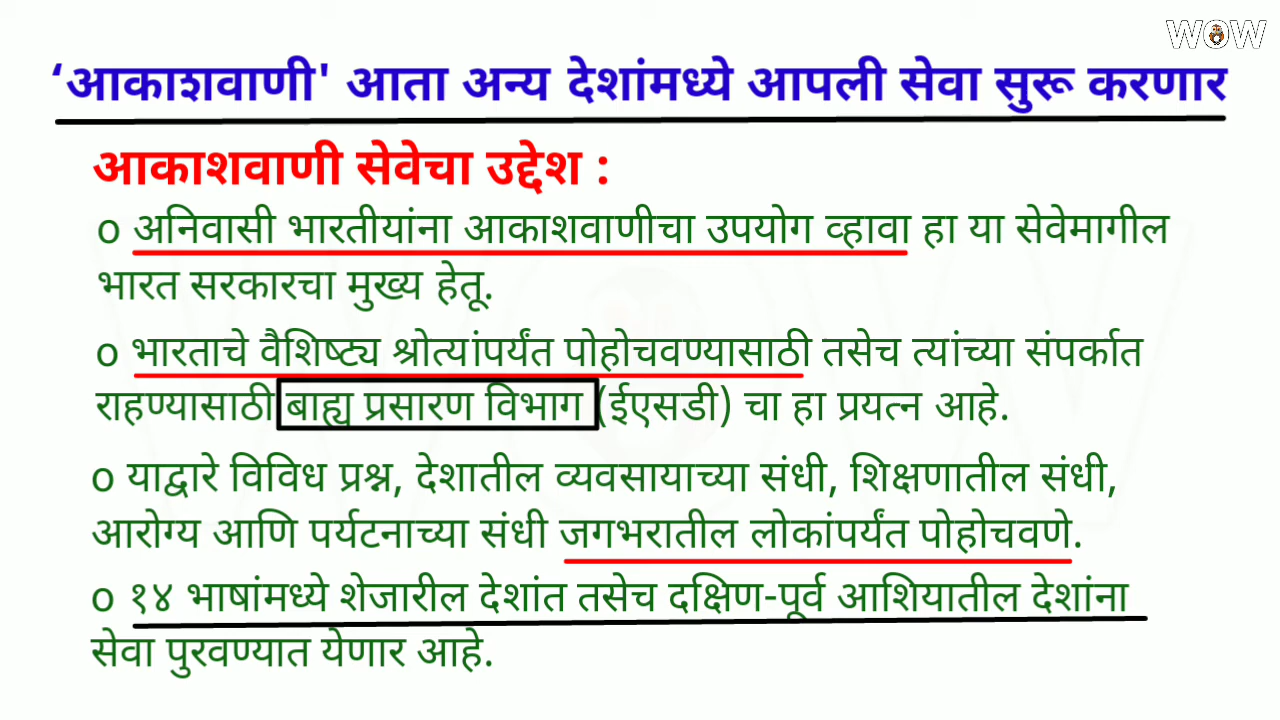 WOW
‘आकाशवाणी' आता अन्य देशांमध्ये आपली सेवा सुरू करणार
आकाशवाणी सेवेचा उद्देश :
o अनिवासी भारतीयांना आकाशवाणीचा उपयोग व्हावा हा या सेवेमागील
भारत सरकारचा मुख्य हेतू.
o भारताचे वैशिष्ट्य श्रोत्यांपर्यंत पोहोचवण्यासाठी तसेच त्यांच्या संपर्कात
राहण्यासाठी बाह्य प्रसारण विभाग (ईएसडी) चा हा प्रयत्न आहे.
o याद्वारे विविध प्रश्न, देशातील व्यवसायाच्या संधी, शिक्षणातील संधी,
आरोग्य आणि पर्यटनाच्या संधी जगभरातील लोकांपर्यंत पोहोचवणे.
o १४ भाषांमध्ये शेजारील देशांत तसेच दक्षिण-पूर्व आशियातील देशांना
सेवा पुरवण्यात येणार आहे.